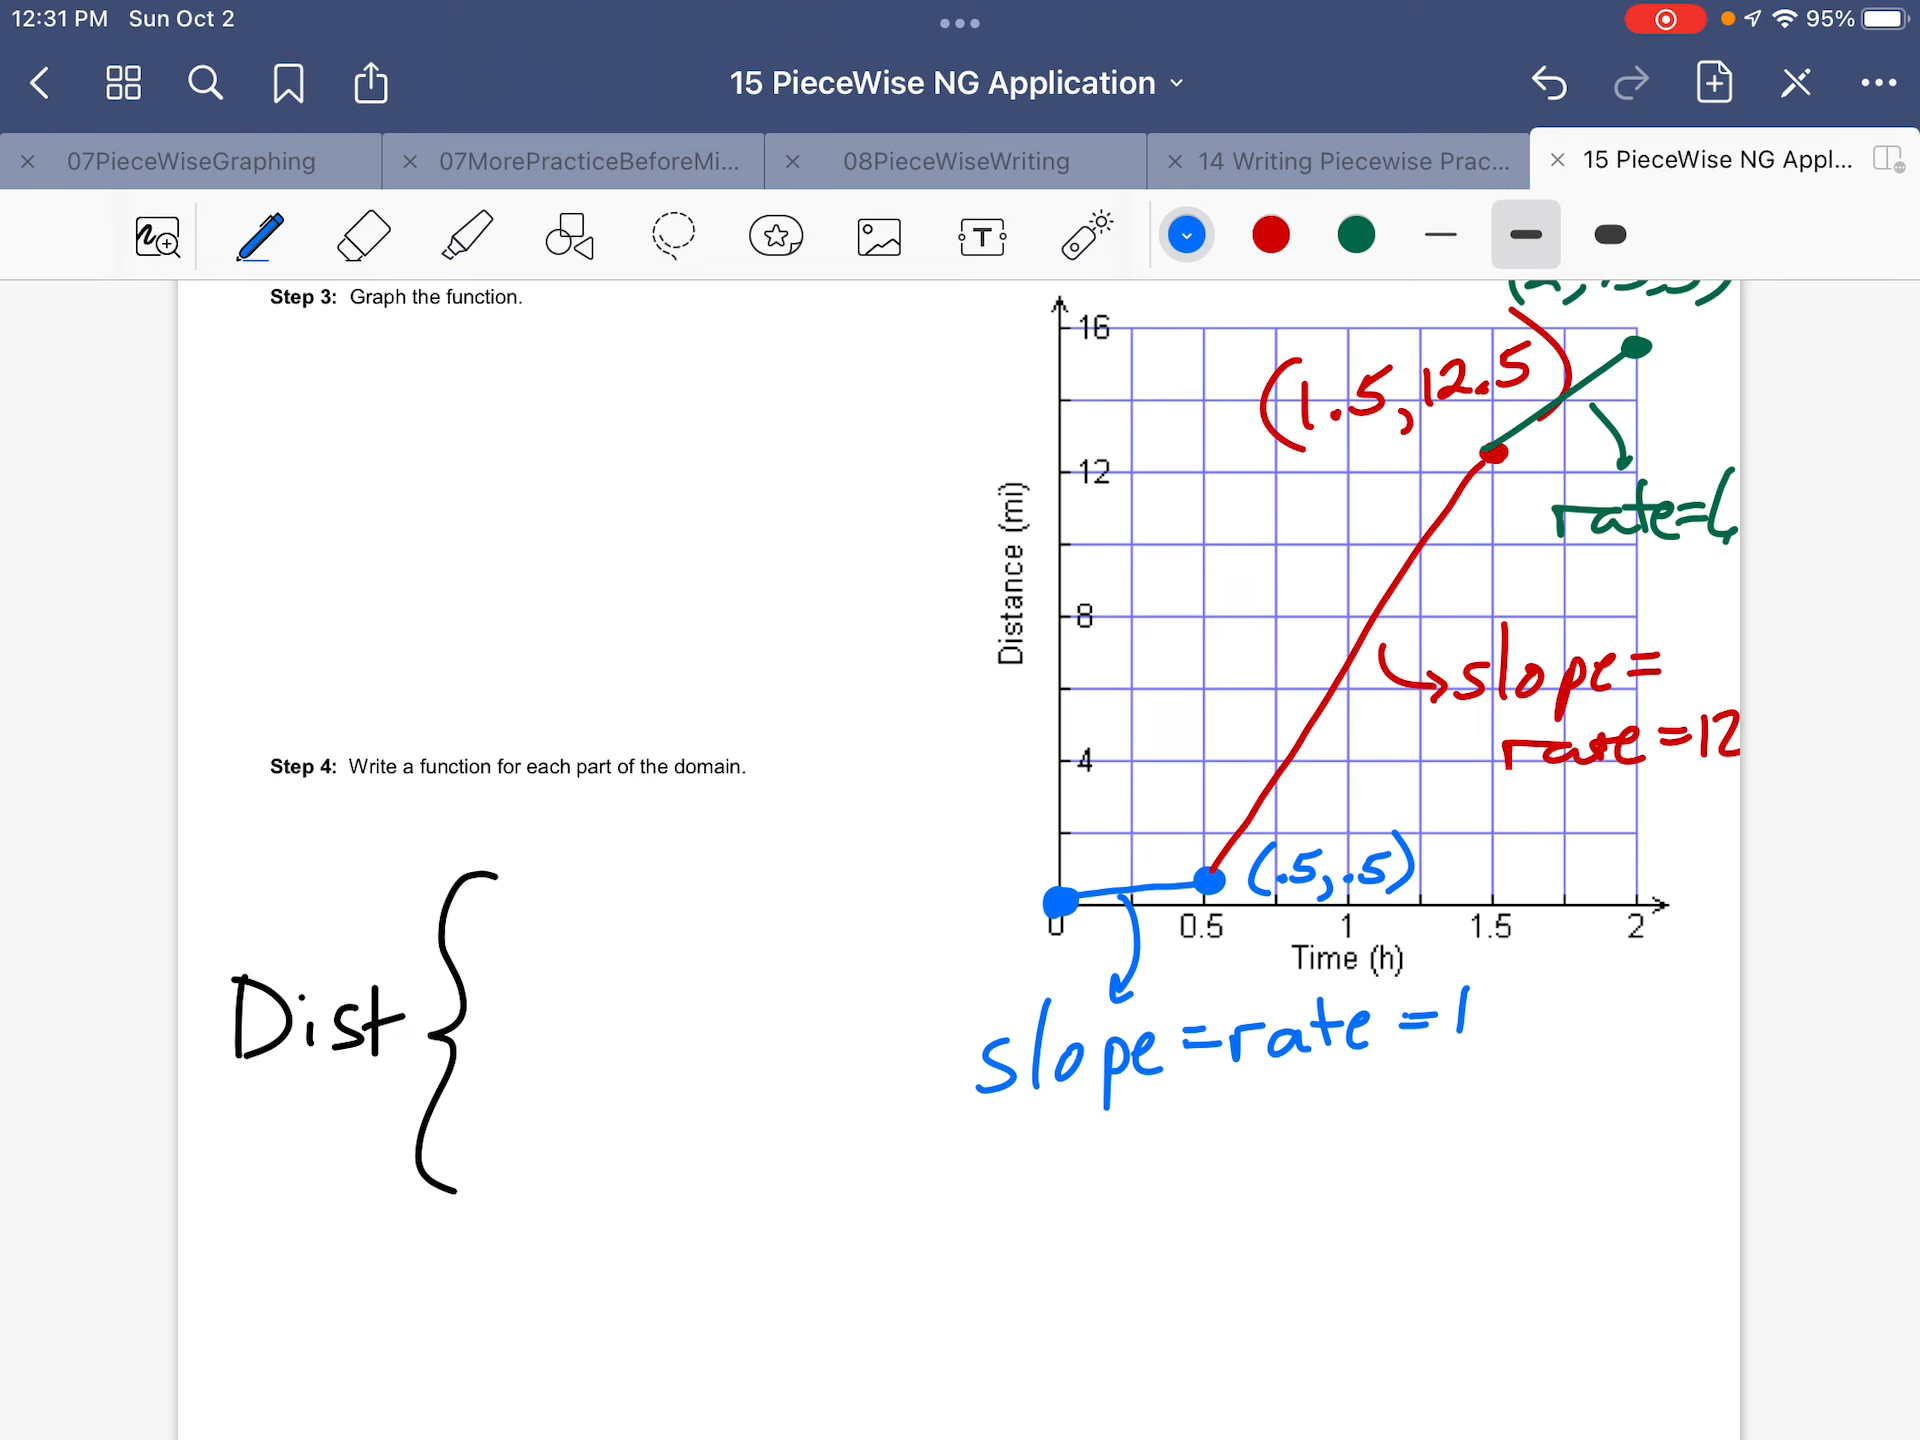 12:31 PM Sun Oct 2
95%
15 PieceWise NG Application
07PieceWiseGraphing
07MorePracticeBeforeMi...
08PieceWiseWriting
14 Writing Piecewise Prac...
15 PieceWise NG Appl...
T
Step 3: Graph the function.
16
(1.5,12.5)
12
rate=6
Distance (mi)
8
slope=
rate=12
Step 4: Write a function for each part of the domain.
4
(.5,.5)
0 0.5 1 1.5 2
Time (h)
Dist
slope=rate=1